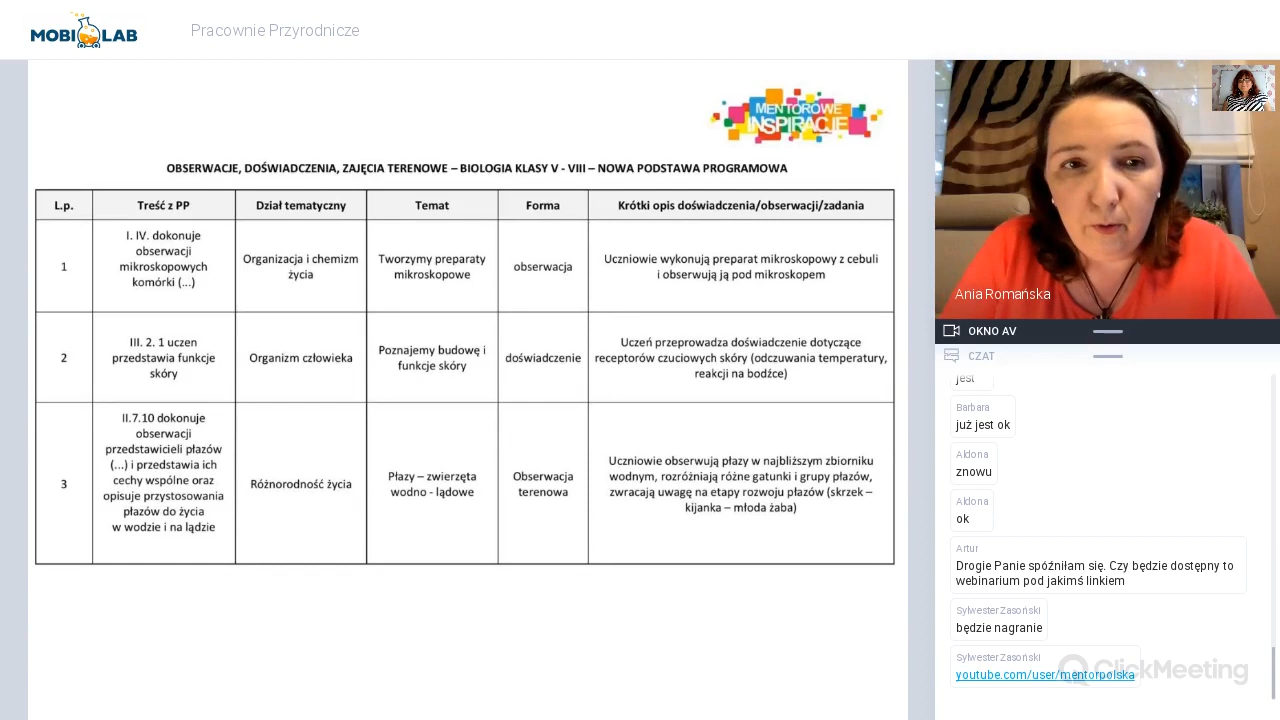 MOBI LAB
Pracownie Przyrodnicze
MENTOROWE
INSPIRACJE
OBSERWACJE, DOŚWIADCZENIA, ZAJĘCIA TERENOWE – BIOLOGIA KLASY V - VIII – NOWA PODSTAWA PROGRAMOWA
L.p.
Treść z PP
Dział tematyczny
Temat
Forma
Krótki opis doświadczenia/obserwacji/zadania
1
I. IV. dokonuje
obserwacji
mikroskopowych
komórki (...)
Organizacja i chemizm
życia
Tworzymy preparaty
mikroskopowe
obserwacja
Uczniowie wykonują preparat mikroskopowy z cebuli
i obserwują ją pod mikroskopem
2
III. 2. 1 uczen
przedstawia funkcje
skóry
Organizm człowieka
Poznajemy budowę i
funkcje skóry
doświadczenie
Uczeń przeprowadza doświadczenie dotyczące
receptorów czuciowych skóry (odczuwania temperatury,
reakcji na bodźce)
3
II.7.10 dokonuje
obserwacji
przedstawicieli płazów
(...) i przedstawia ich
cechy wspólne oraz
opisuje przystosowania
płazów do życia
w wodzie i na lądzie
Różnorodność życia
Płazy – zwierzęta
wodno - lądowe
Obserwacja
terenowa
Uczniowie obserwują płazy w najbliższym zbiorniku
wodnym, rozróżniają różne gatunki i grupy płazów,
zwracają uwagę na etapy rozwoju płazów (skrzek –
kijanka – młoda żaba)
Ania Romańska
OKNO AV
CZAT
jest
Barbara
już jest ok
Aldona
znowu
Aldona
ok
Artur
Drogie Panie spóźniłam się. Czy będzie dostępny to
webinarium pod jakimś linkiem
Sylwester Zasoński
będzie nagranie
Sylwester Zasoński
youtube.com/user/mentorpolska
ClickMeeting